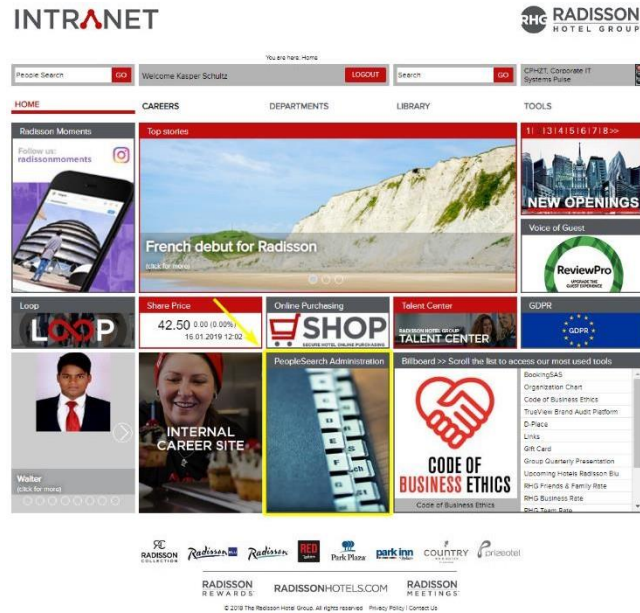 INTRANET
RHG RADISSON
HOTEL GROUP
You are here: Home
People Search GO
Welcome Kasper Schultz LOGOUT
Search GO
CPHZT, Corporate IT
Systems Pulse
HOME CAREERS DEPARTMENTS LIBRARY TOOLS
Radisson Moments
Follow us:
radissonmoments
Top stories
French debut for Radisson
(click for more)
1| |3|4|5|6|7|8>>
NEW OPENINGS
Voice of Guest
ReviewPro
UPGRADE THE
GUEST EXPERIENCE
Loop
LOOP
Share Price
42.50 0.00 (0.00%)
16.01.2019 12:02
Online Purchasing
SHOP
SECURE HOTEL ONLINE PURCHASING
Talent Center
RADISSON HOTEL GROUP
TALENT CENTER
GDPR
GDPR
Walter
(click for more)
INTERNAL
CAREER SITE
PeopleSearch Administration
Billboard >> Scroll the list to access our most used tools
CODE OF
BUSINESS ETHICS
Code of Business Ethics
BookingSAS
Organization Chart
Code of Business Ethics
TrueView Brand Audit Platform
D-Place
Links
Gift Card
Group Quarterly Presentation
Upcoming Hotels Radisson Blu
RHG Friends & Family Rate
RHG Business Rate
RHG Team Rate
RADISSON
COLLECTION
Radisson BLU
Radisson
RED
Park Plaza
park inn
COUNTRY
prizeotel
RADISSON
REWARDS
RADISSONHOTELS.COM
RADISSON
MEETINGS
© 2019 The Radisson Hotel Group. All rights reserved Privacy Policy | Contact Us